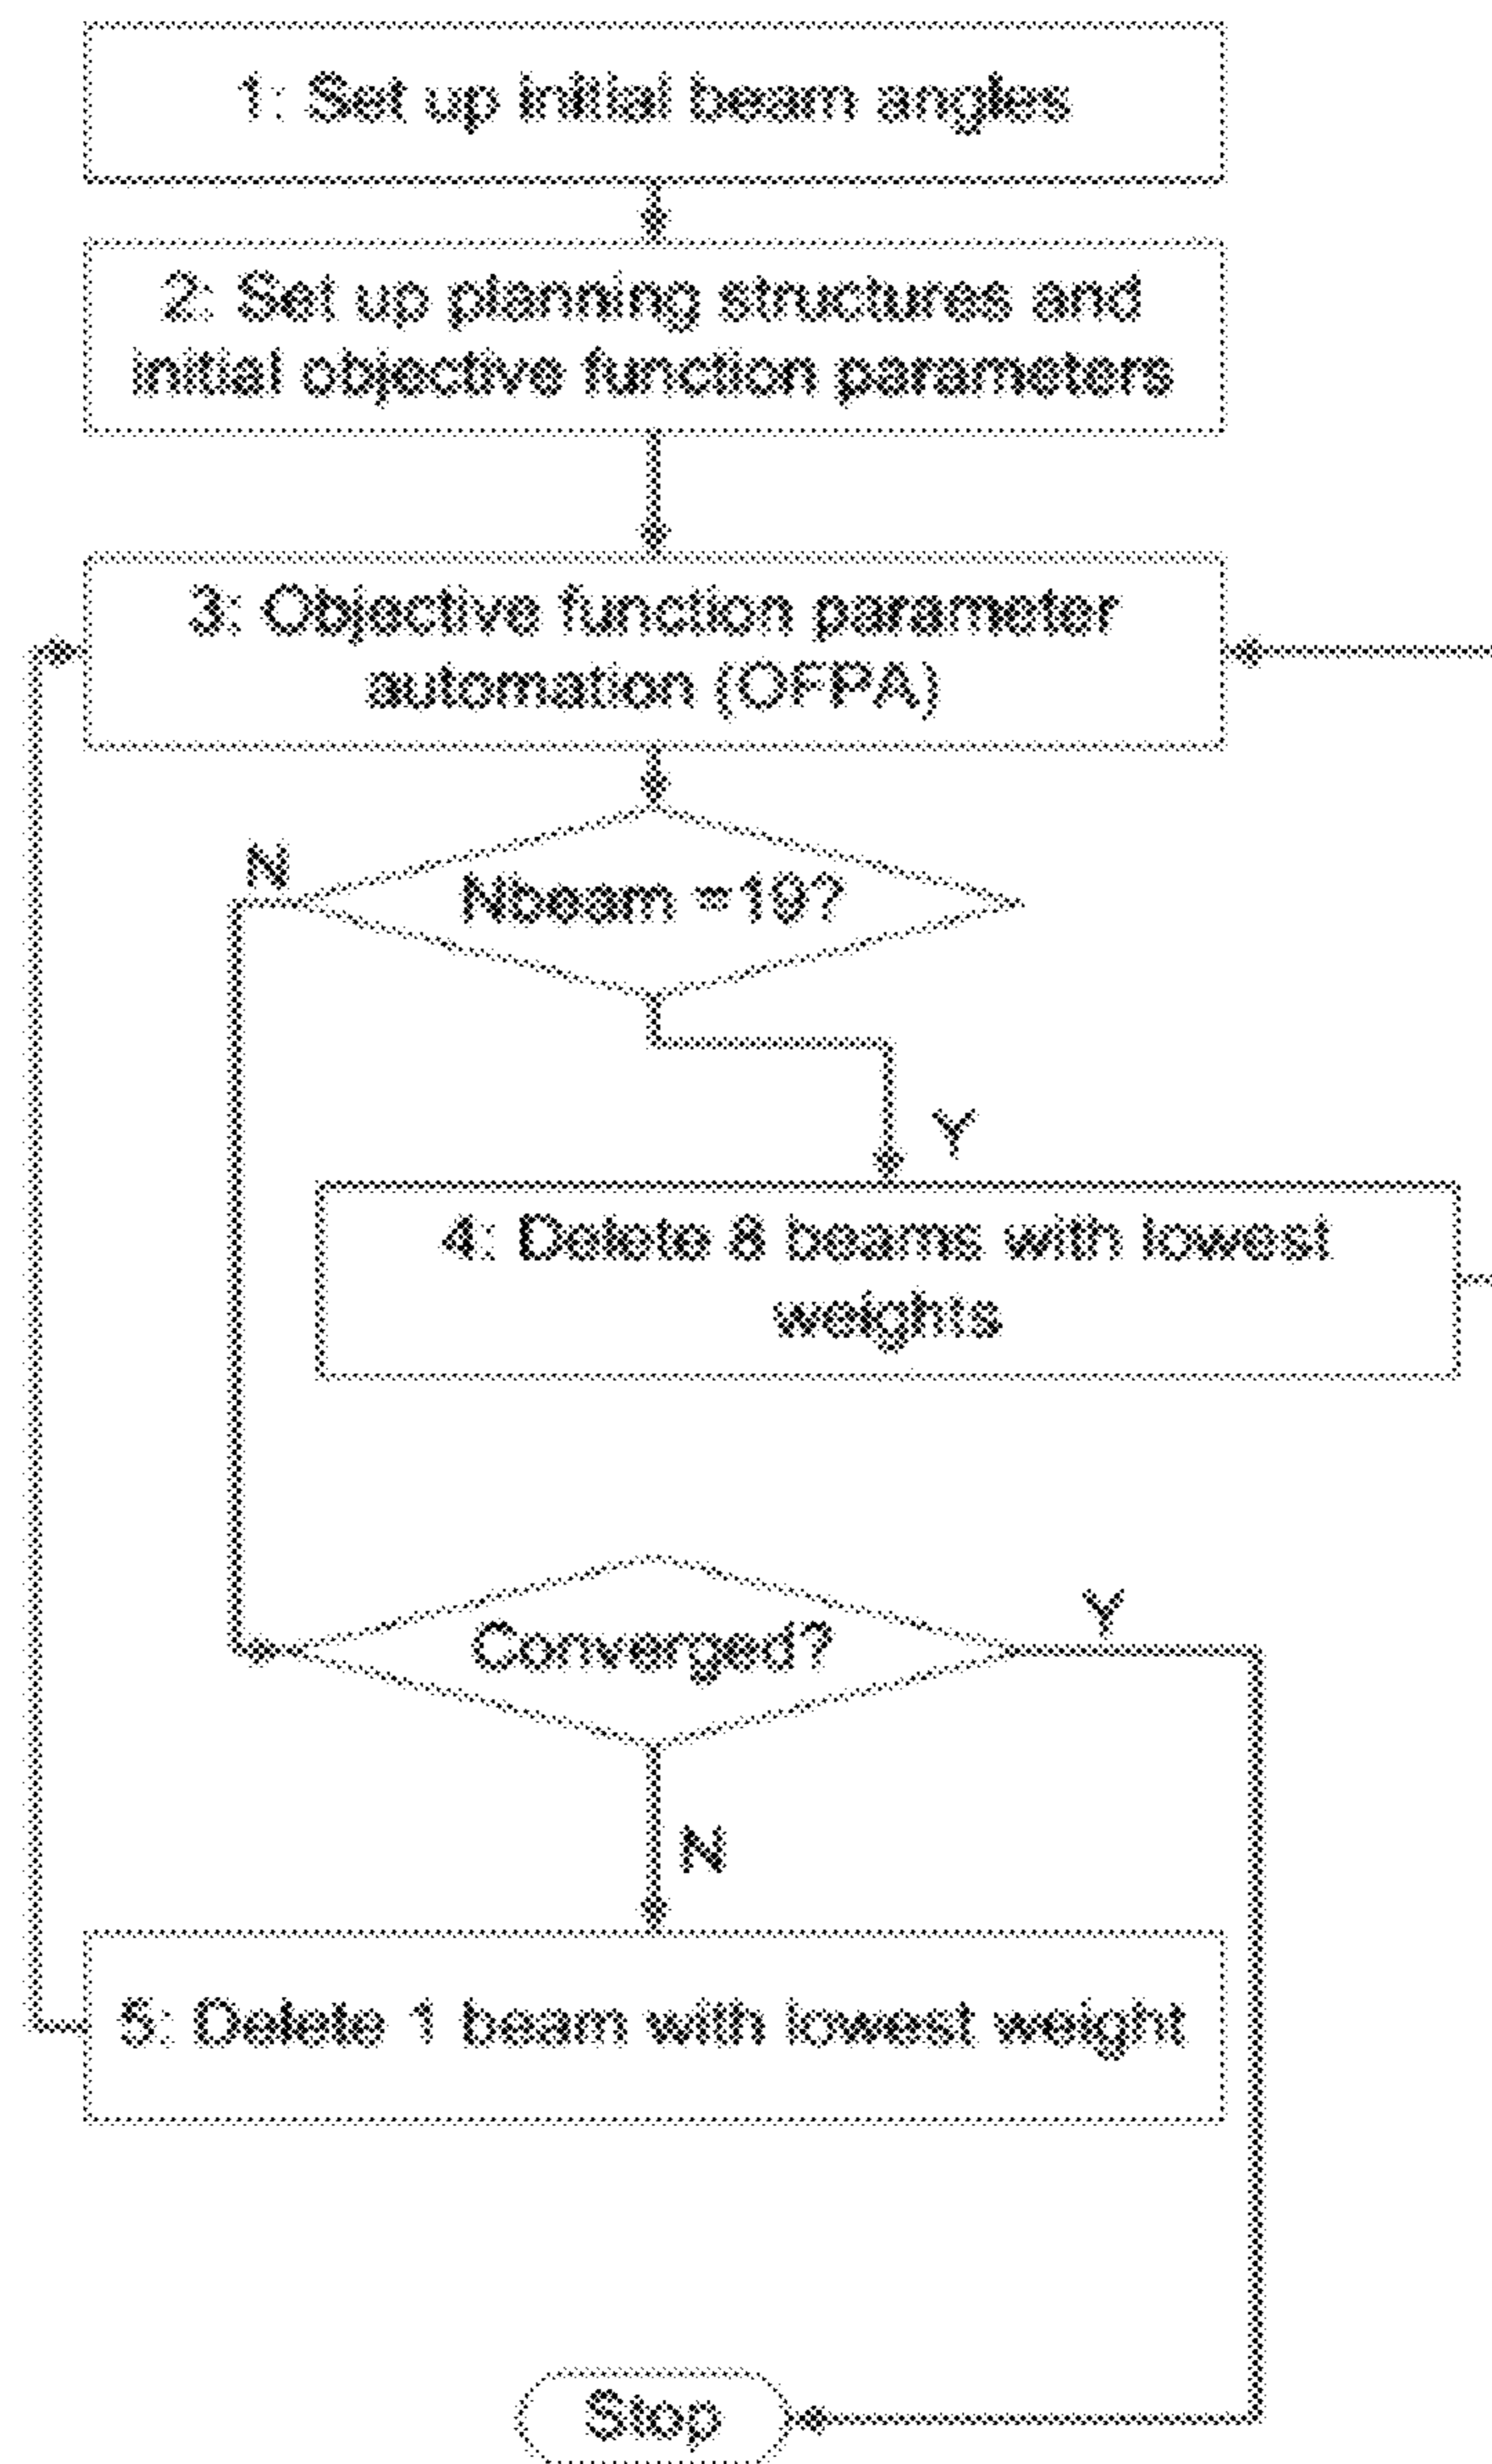 1: Set up initial beam angles
2: Set up planning structures and
initial objective function parameters
3: Objective function parameter
automation (OFPA)
N
Nbeam =19?
Y
4: Delete 8 beams with lowest
weights
Y
Converged?
N
5: Delete 1 beam with lowest weight
Stop